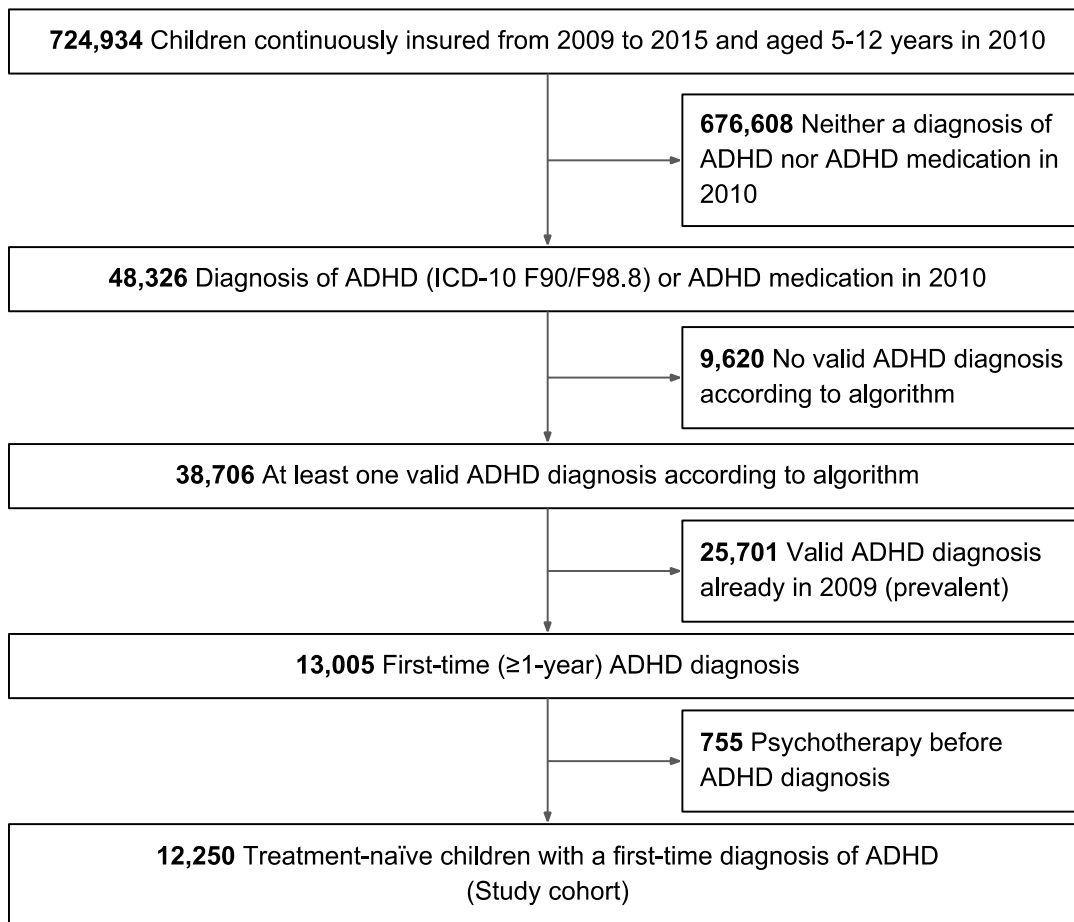 724,934 Children continuously insured from 2009 to 2015 and aged 5-12 years in 2010
676,608 Neither a diagnosis of
ADHD nor ADHD medication in
2010
48,326 Diagnosis of ADHD (ICD-10 F90/F98.8) or ADHD medication in 2010
9,620 No valid ADHD diagnosis
according to algorithm
38,706 At least one valid ADHD diagnosis according to algorithm
25,701 Valid ADHD diagnosis
already in 2009 (prevalent)
13,005 First-time (≥1-year) ADHD diagnosis
755 Psychotherapy before
ADHD diagnosis
12,250 Treatment-naïve children with a first-time diagnosis of ADHD
(Study cohort)